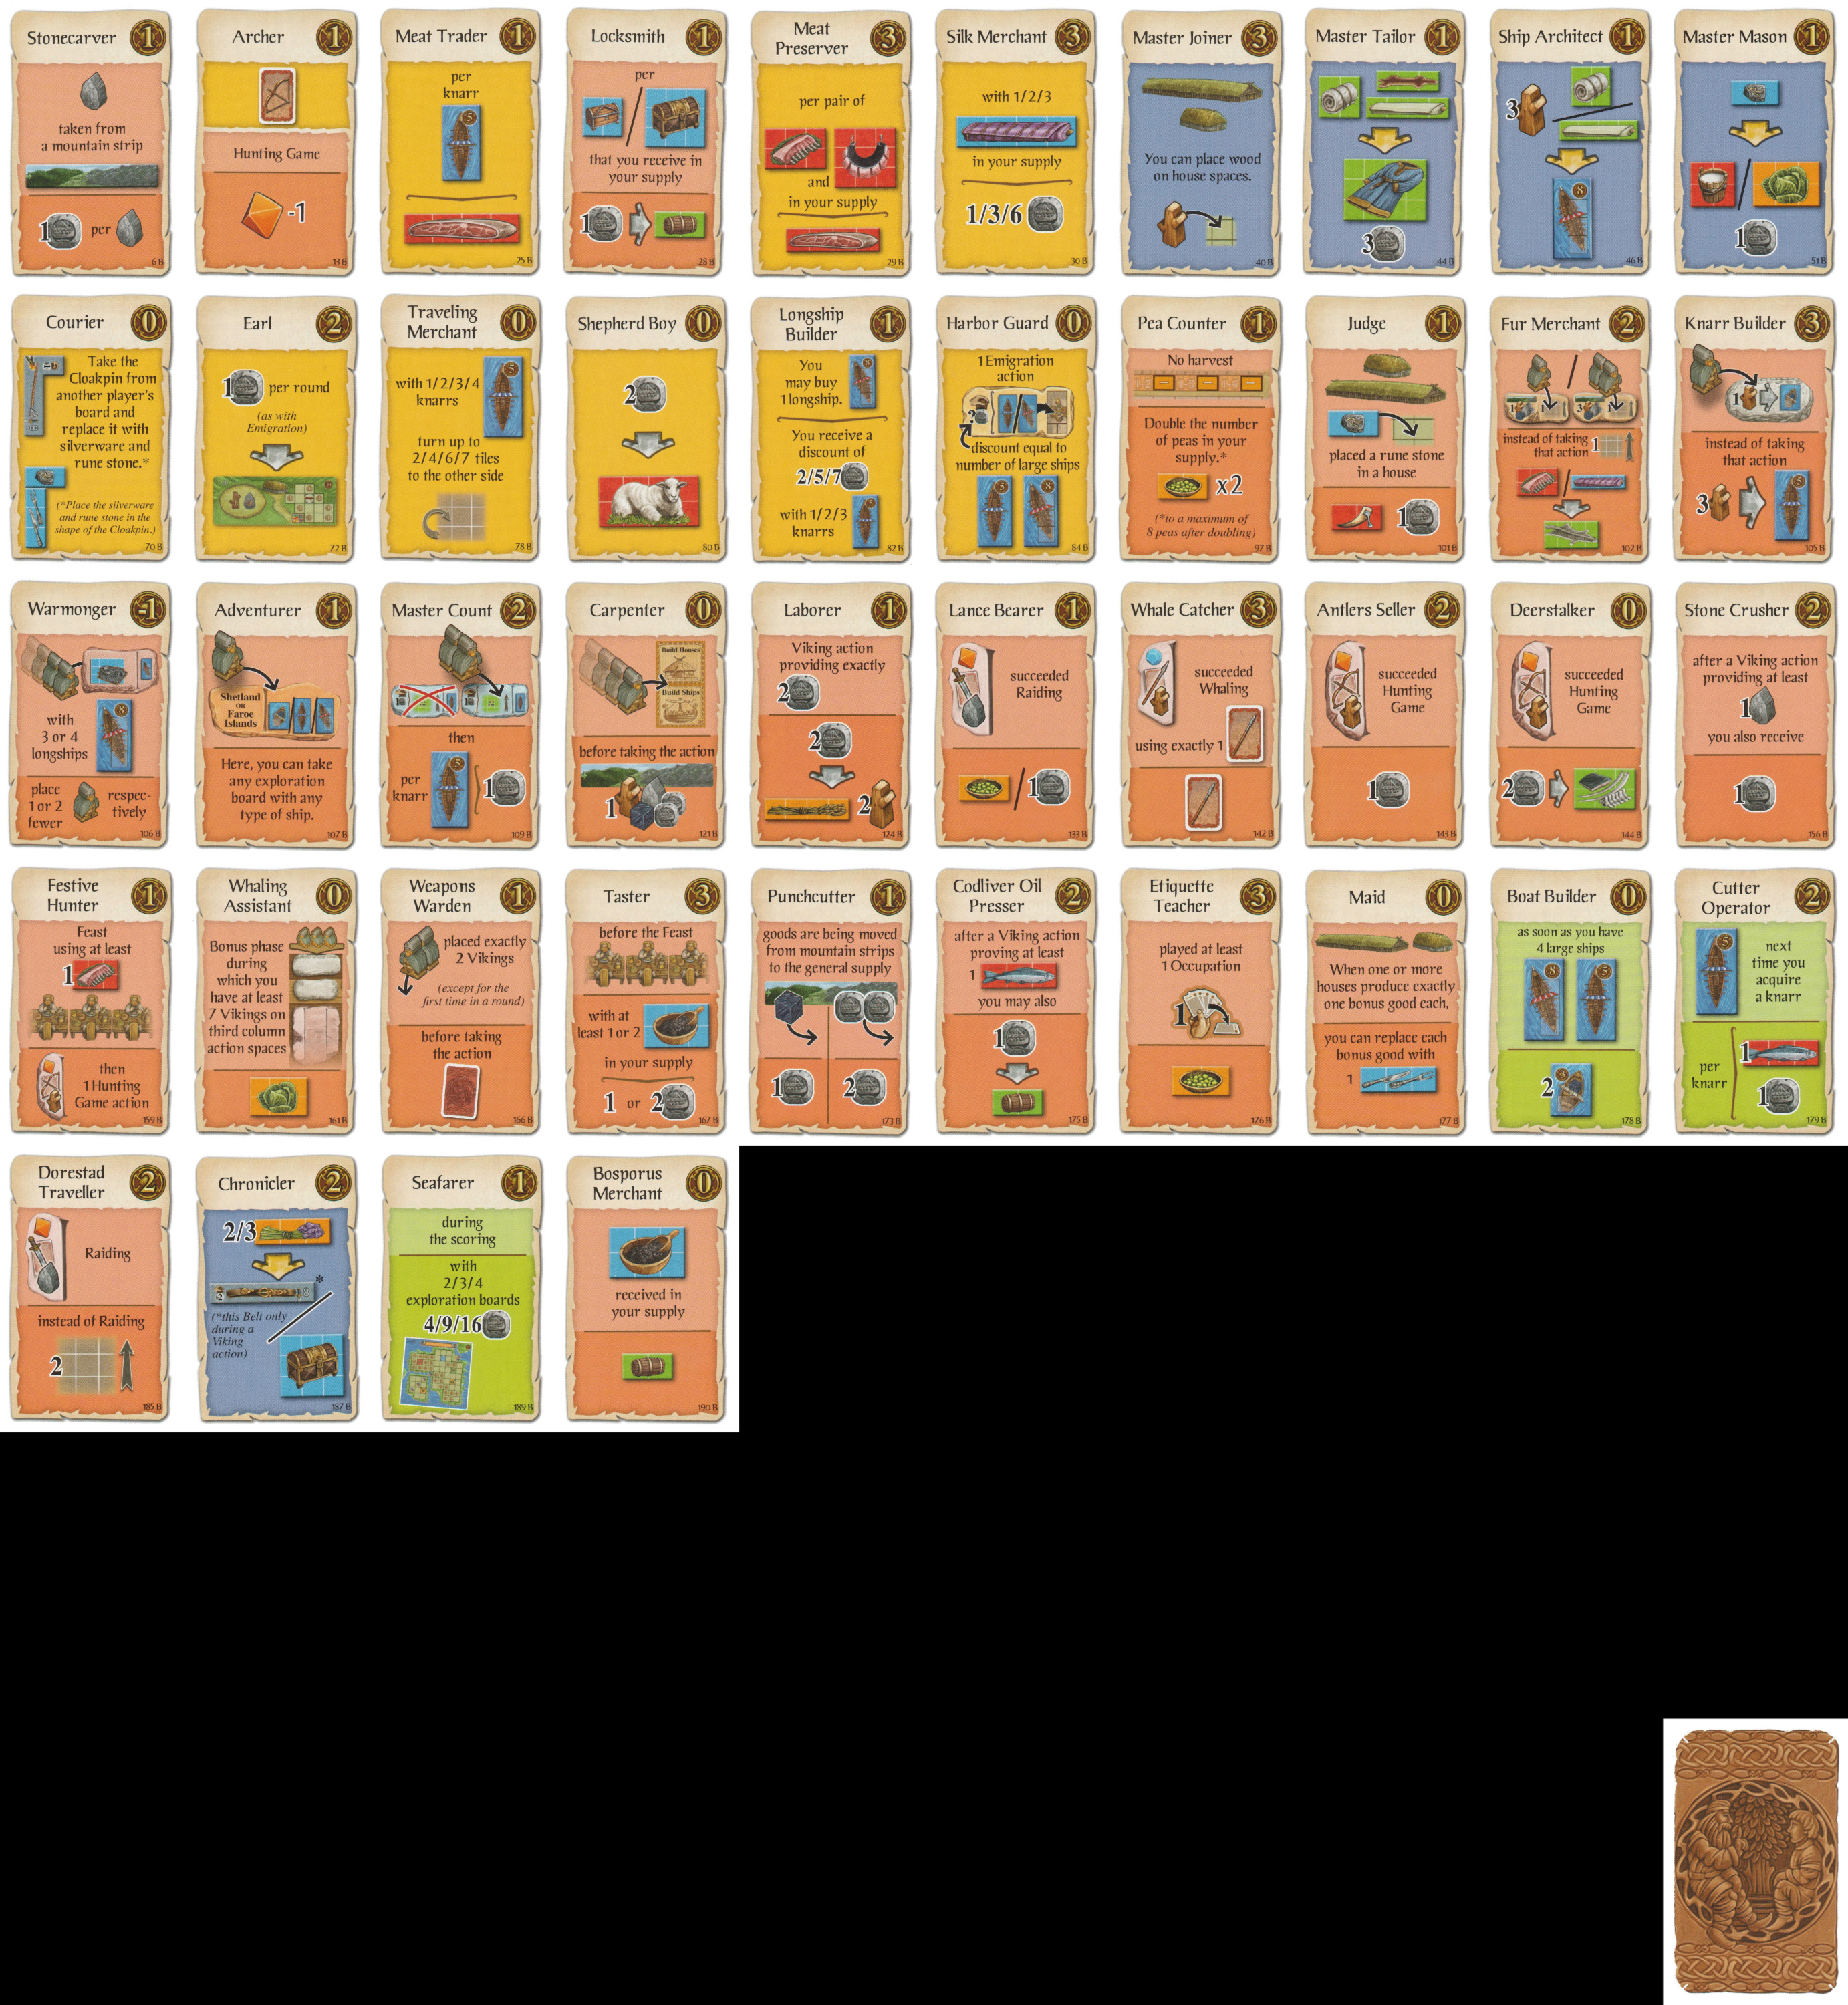 Stonecarver 1
taken from
a mountain strip
1 per
6 B
Archer 1
Hunting Game
-1
13 B
Meat Trader 1
per
knarr
5
25 B
Locksmith 1
per
/
that you receive in
your supply
1
28 B
Meat
Preserver 3
per pair of
and
in your supply
29 B
Silk Merchant 3
with 1/2/3
in your supply
1/3/6
30 B
Master Joiner 3
You can place wood
on house spaces.
40 B
Master Tailor 1
3
44 B
Ship Architect 1
3
8
46 B
Master Mason 1
/
1
51 B
Courier 0
Take the
Cloakpin from
another player's
board and
replace it with
silverware and
rune stone.*
(*Place the silverware
and rune stone in the
shape of the Cloakpin.)
70 B
Earl 2
1 per round
(as with
Emigration)
72 B
Traveling
Merchant 0
with 1/2/3/4
knarrs
5
turn up to
2/4/6/7 tiles
to the other side
78 B
Shepherd Boy 0
2
80 B
Longship
Builder 1
You
may buy
1 longship.
8
You receive a
discount of
2/5/7
with 1/2/3
knarrs
5
82 B
Harbor Guard 0
1 Emigration
action
?
discount equal to
number of large ships
5
8
84 B
Pea Counter 1
No harvest
Double the number
of peas in your
supply.*
x2
(*to a maximum of
8 peas after doubling)
97 B
Judge 1
placed a rune stone
in a house
1
101 B
Fur Merchant 2
/
instead of taking
that action 1
/
102 B
Knarr Builder 3
1
instead of taking
that action
3
5
105 B
Warmonger -1
with
3 or 4
longships
8
place
1 or 2
fewer
respec-
tively
106 B
Adventurer 1
Shetland
OR
Faroe
Islands
Here, you can take
any exploration
board with any
type of ship.
107 B
Master Count 2
then
per
knarr
5
1
109 B
Carpenter 0
Build Houses
Build Ships
before taking the action
1
121 B
Laborer 1
Viking action
providing exactly
2
2
2
124 B
Lance Bearer 1
succeeded
Raiding
/ 1
133 B
Whale Catcher 3
succeeded
Whaling
using exactly 1
142 B
Antlers Seller 2
succeeded
Hunting
Game
1
143 B
Deerstalker 0
succeeded
Hunting
Game
2
144 B
Stone Crusher 2
after a Viking action
providing at least
1
you also receive
1
156 B
Festive
Hunter 1
Feast
using at least
1
then
1 Hunting
Game action
159 B
Whaling
Assistant 0
Bonus phase
during
which you
have at least
7 Vikings on
third column
action spaces
161 B
Weapons
Warden 1
placed exactly
2 Vikings
(except for the
first time in a round)
before taking
the action
166 B
Taster 3
before the Feast
with at
least 1 or 2
in your supply
1 or 2
167 B
Punchcutter 1
goods are being moved
from mountain strips
to the general supply
1
2
173 B
Codliver Oil
Presser 2
after a Viking action
proving at least
1
you may also
1
175 B
Etiquette
Teacher 3
played at least
1 Occupation
1
176 B
Maid 0
When one or more
houses produce exactly
one bonus good each,
you can replace each
bonus good with
1
177 B
Boat Builder 0
as soon as you have
4 large ships
8
5
2
178 B
Cutter
Operator 2
5
next
time you
acquire
a knarr
per
knarr
1
1
179 B
Dorestad
Traveller 2
Raiding
instead of Raiding
2
185 B
Chronicler 2
2/3
*
(*this Belt only
during a
Viking
action)
187 B
Seafarer 1
during
the scoring
with
2/3/4
exploration boards
4/9/16
189 B
Bosporus
Merchant 0
received in
your supply
190 B